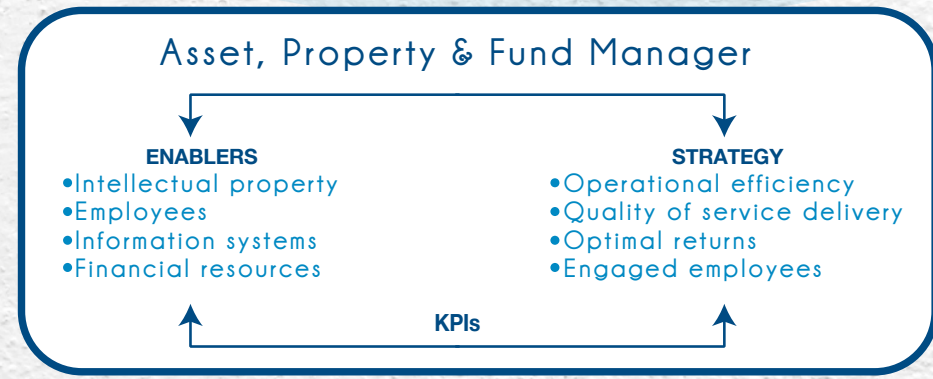 Asset, Property & Fund Manager
ENABLERS
•Intellectual property
•Employees
•Information systems
•Financial resources
STRATEGY
•Operational efficiency
•Quality of service delivery
•Optimal returns
•Engaged employees
KPIs